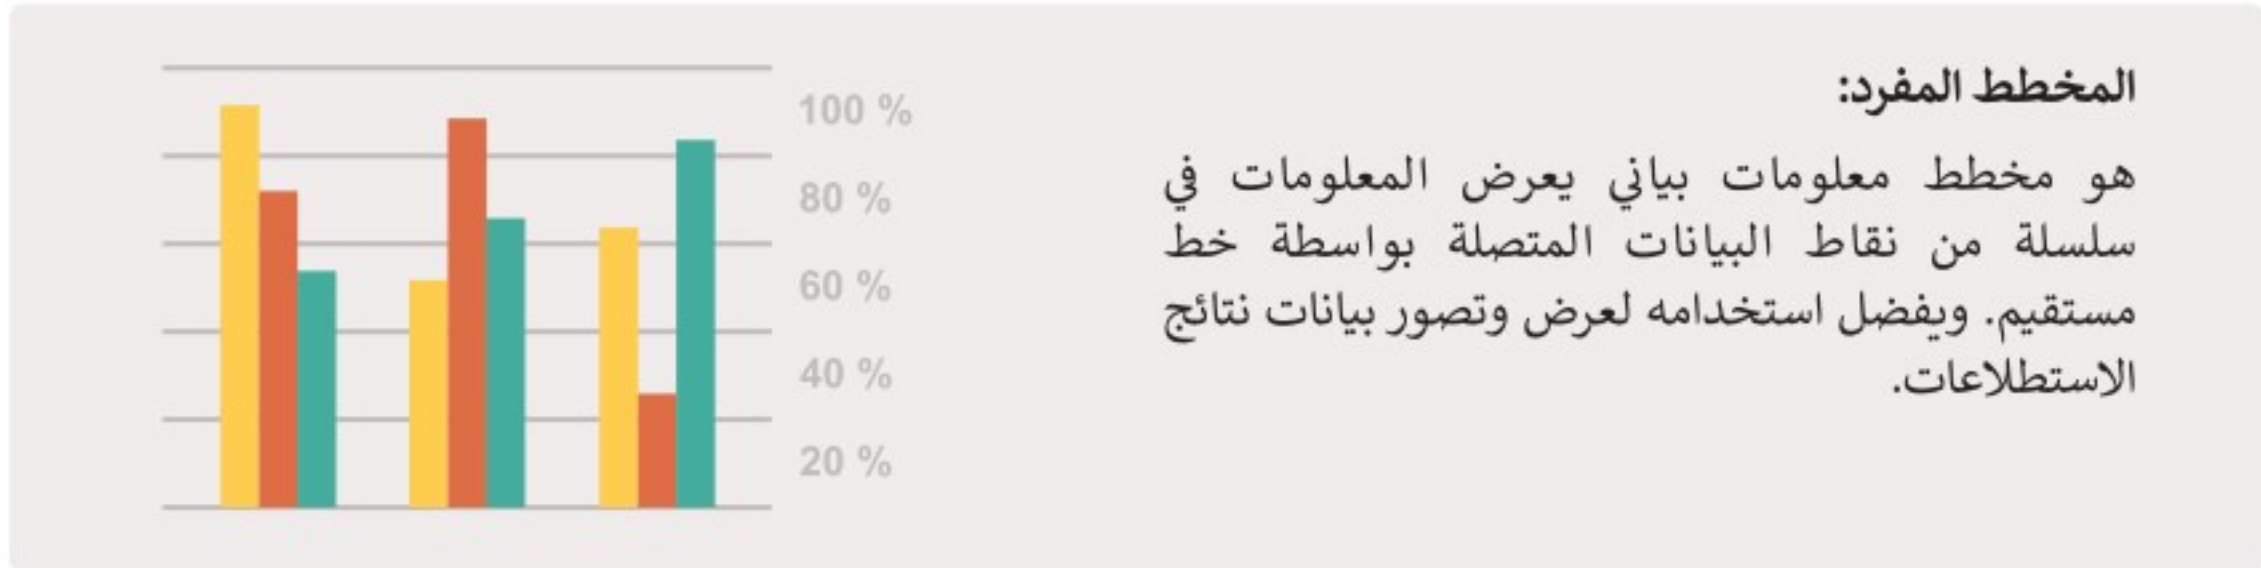 المخطط المفرد:
هو مخطط معلومات بياني يعرض المعلومات في
سلسلة من نقاط البيانات المتصلة بواسطة خط
مستقيم. ويفضل استخدامه لعرض وتصور بيانات نتائج
الاستطلاعات.
100 %
80 %
60 %
40 %
20 %